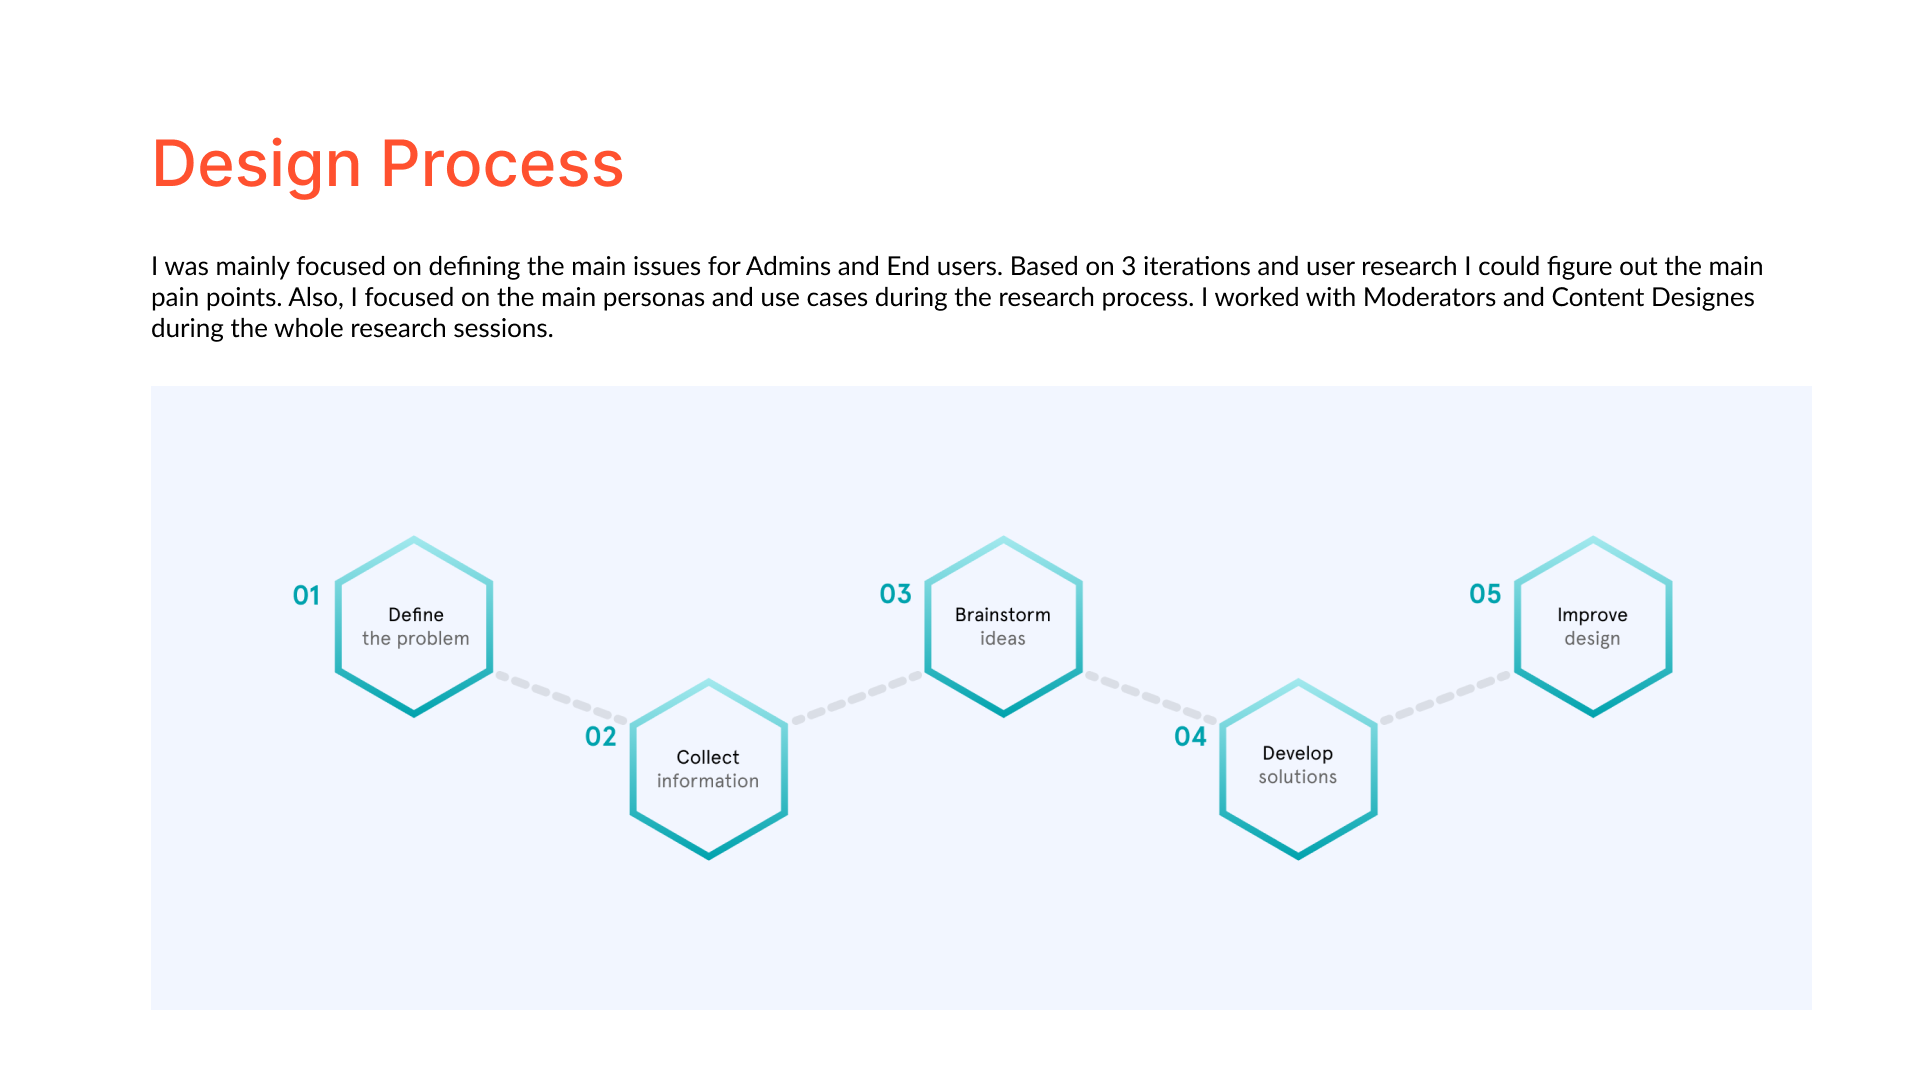 Design Process
I was mainly focused on defining the main issues for Admins and End users. Based on 3 iterations and user research I could figure out the main
pain points. Also, I focused on the main personas and use cases during the research process. I worked with Moderators and Content Designes
during the whole research sessions.
01
Define
the problem
02
Collect
information
03
Brainstorm
ideas
04
Develop
solutions
05
Improve
design